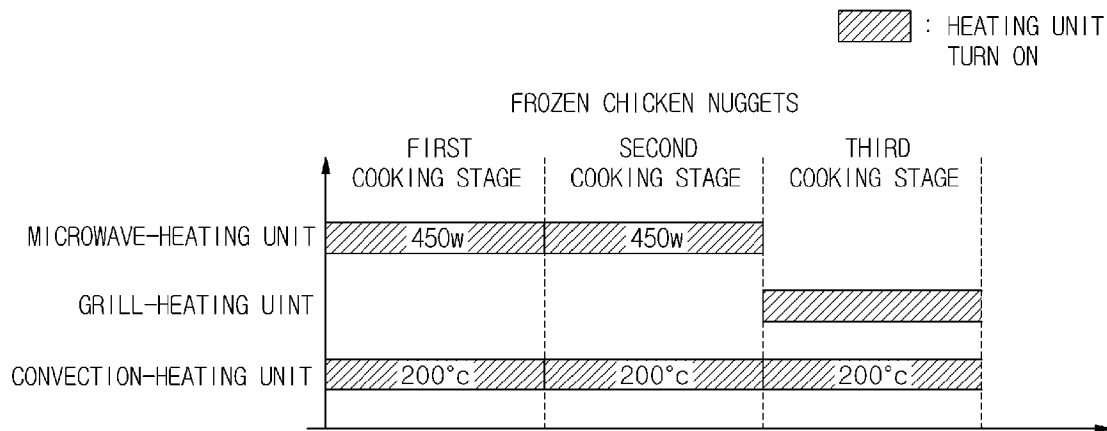 : HEATING UNIT
TURN ON
FROZEN CHICKEN NUGGETS
FIRST
COOKING STAGE
SECOND
COOKING STAGE
THIRD
COOKING STAGE
MICROWAVE-HEATING UNIT
450w
450w
GRILL-HEATING UINT
CONVECTION-HEATING UNIT
200°c
200°c
200°c